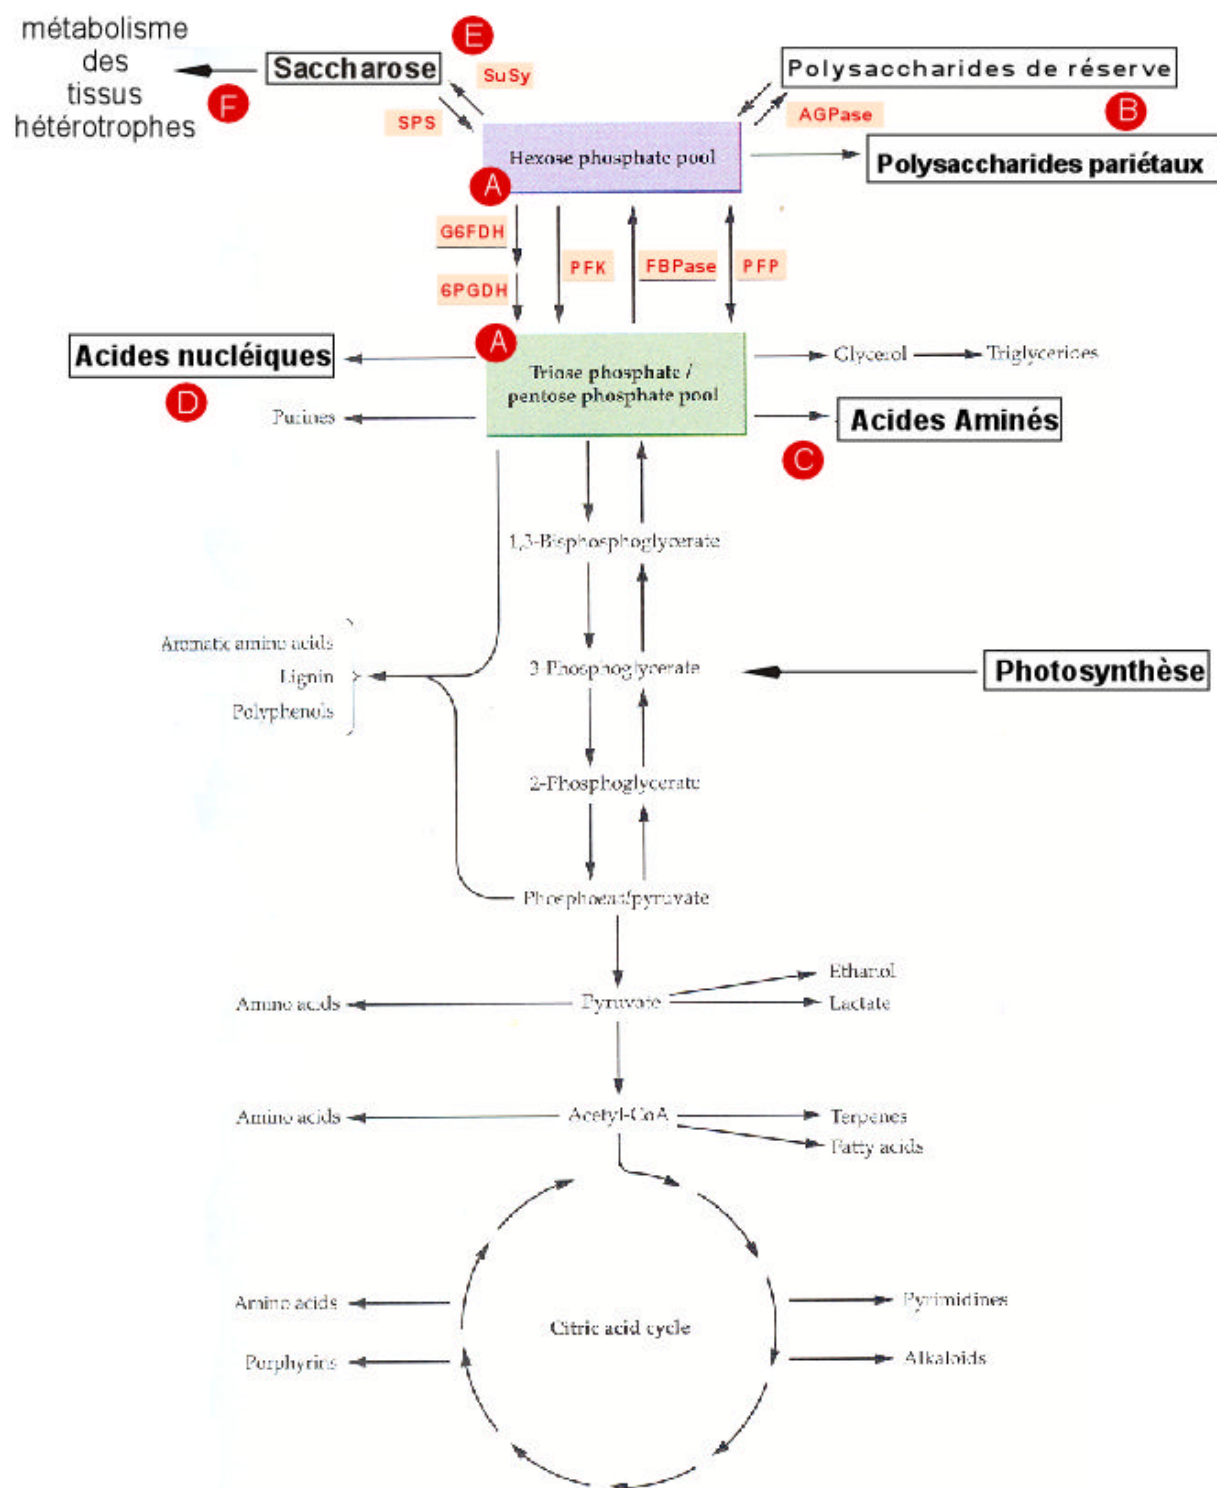 métabolisme
des
tissus
hétérotrophes
F
Saccharose
E
SuSy
SPS
Polysaccharides de réserve
AGPase
B
Hexose phosphate pool
Polysaccharides pariétaux
A
G6FDH
6PGDH
PFK
FBPase
PFP
Acides nucléiques
D
A
Triose phosphate /
pentose phosphate pool
Glycerol
Triglycerides
Purines
Acides Aminés
C
1,3-Bisphosphoglycerate
Aromatic amino acids
Lignin
Polyphenols
3-Phosphoglycerate
Photosynthèse
2-Phosphoglycerate
Phosphoenolpyruvate
Amino acids
Pyruvate
Ethanol
Lactate
Amino acids
Acetyl-CoA
Terpenes
Fatty acids
Amino acids
Porphyrins
Citric acid cycle
Pyrimidines
Alkaloids